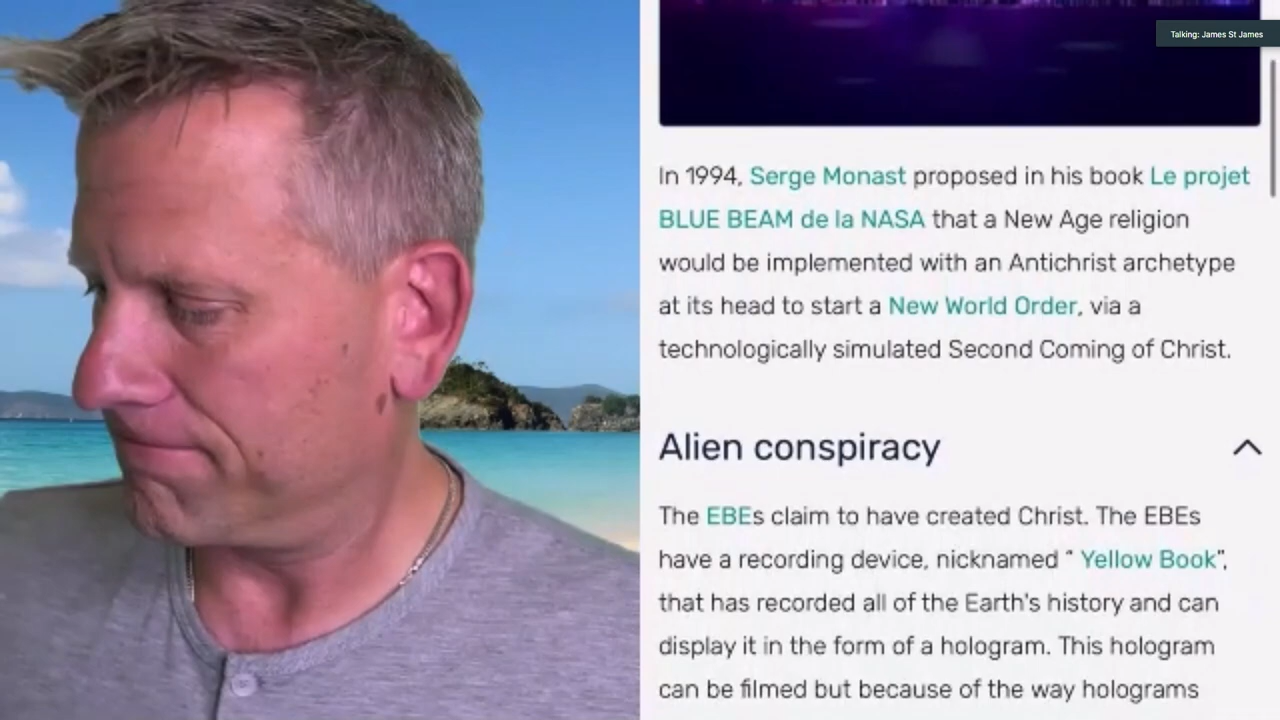 Talking: James St James
In 1994, Serge Monast proposed in his book Le projet
BLUE BEAM de la NASA that a New Age religion
would be implemented with an Antichrist archetype
at its head to start a New World Order, via a
technologically simulated Second Coming of Christ.
Alien conspiracy
The EBEs claim to have created Christ. The EBEs
have a recording device, nicknamed “ Yellow Book”,
that has recorded all of the Earth's history and can
display it in the form of a hologram. This hologram
can be filmed but because of the way holograms